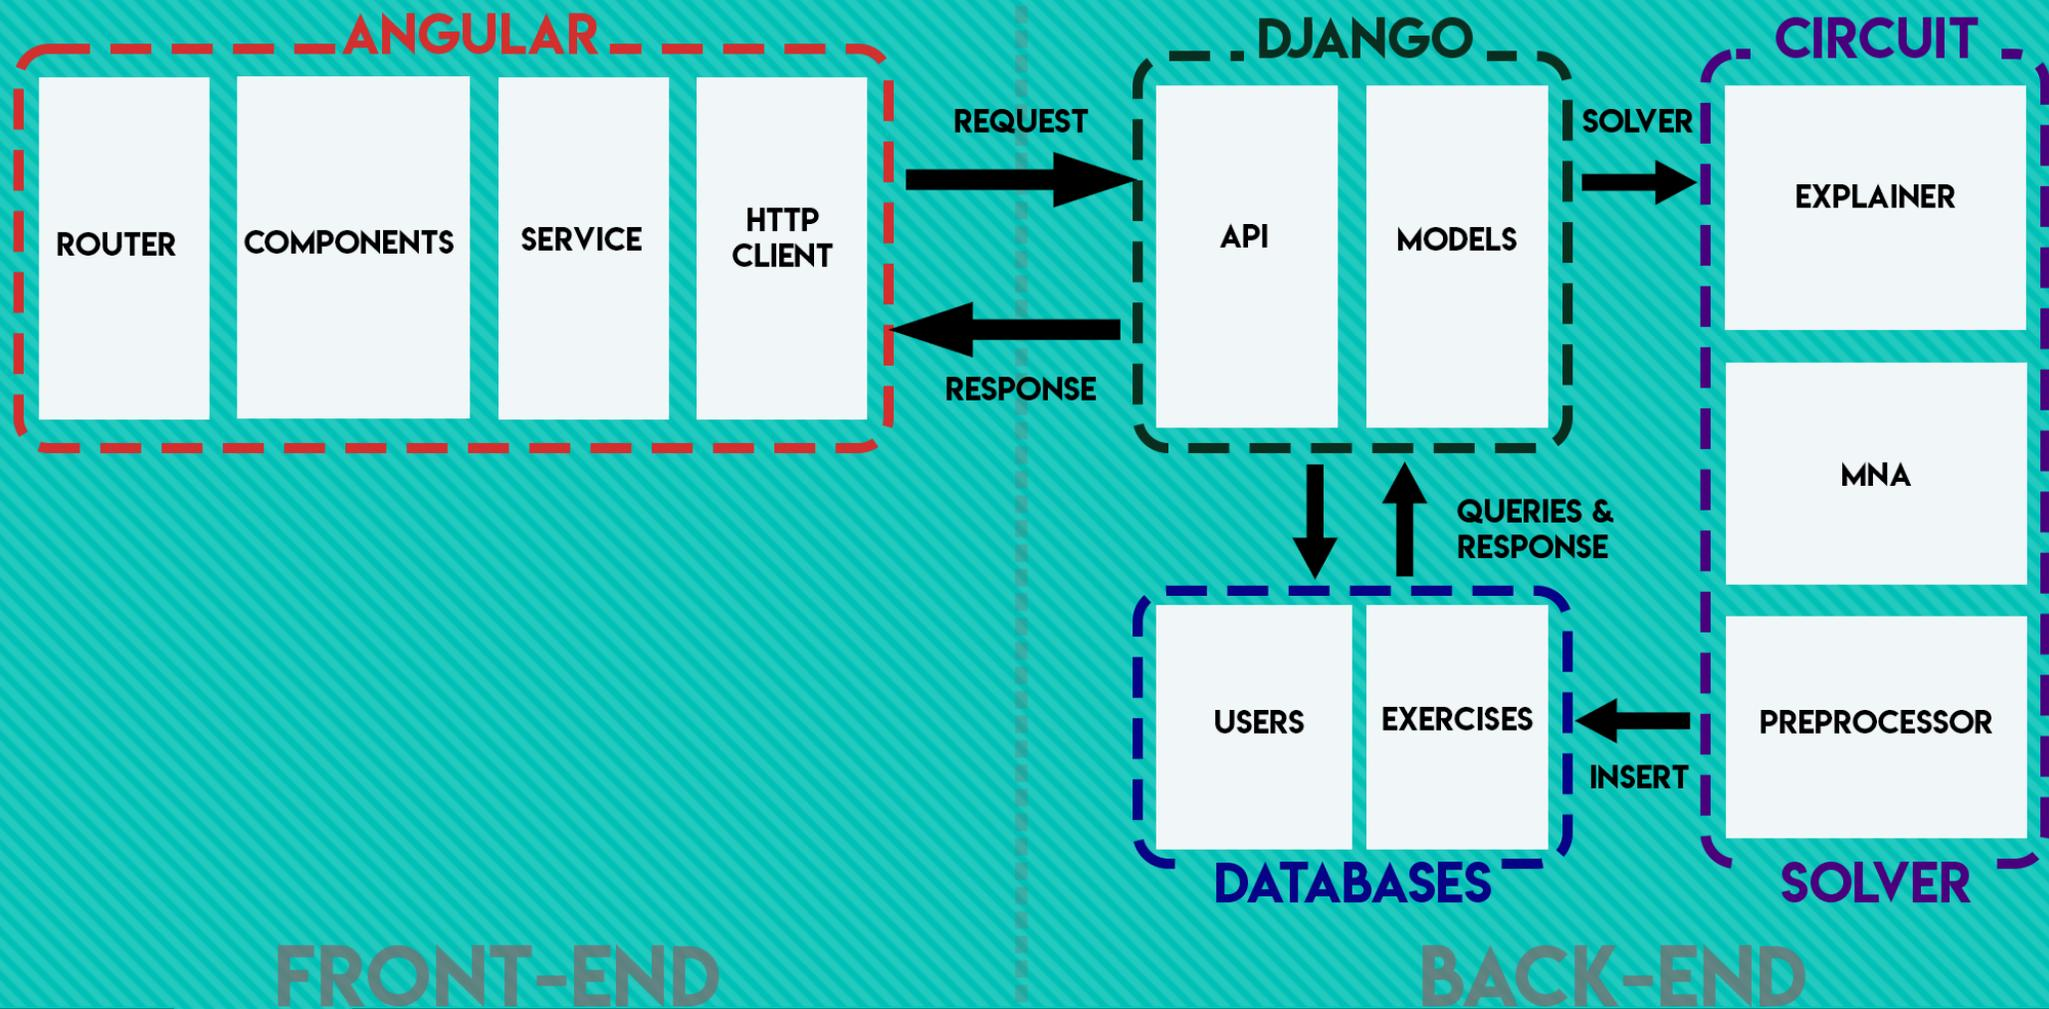 ANGULAR
ROUTER
COMPONENTS
SERVICE
HTTP
CLIENT
REQUEST
RESPONSE
DJANGO
API
MODELS
SOLVER
CIRCUIT
EXPLAINER
MNA
PREPROCESSOR
SOLVER
QUERIES &
RESPONSE
USERS
EXERCISES
DATABASES
INSERT
FRONT-END
BACK-END